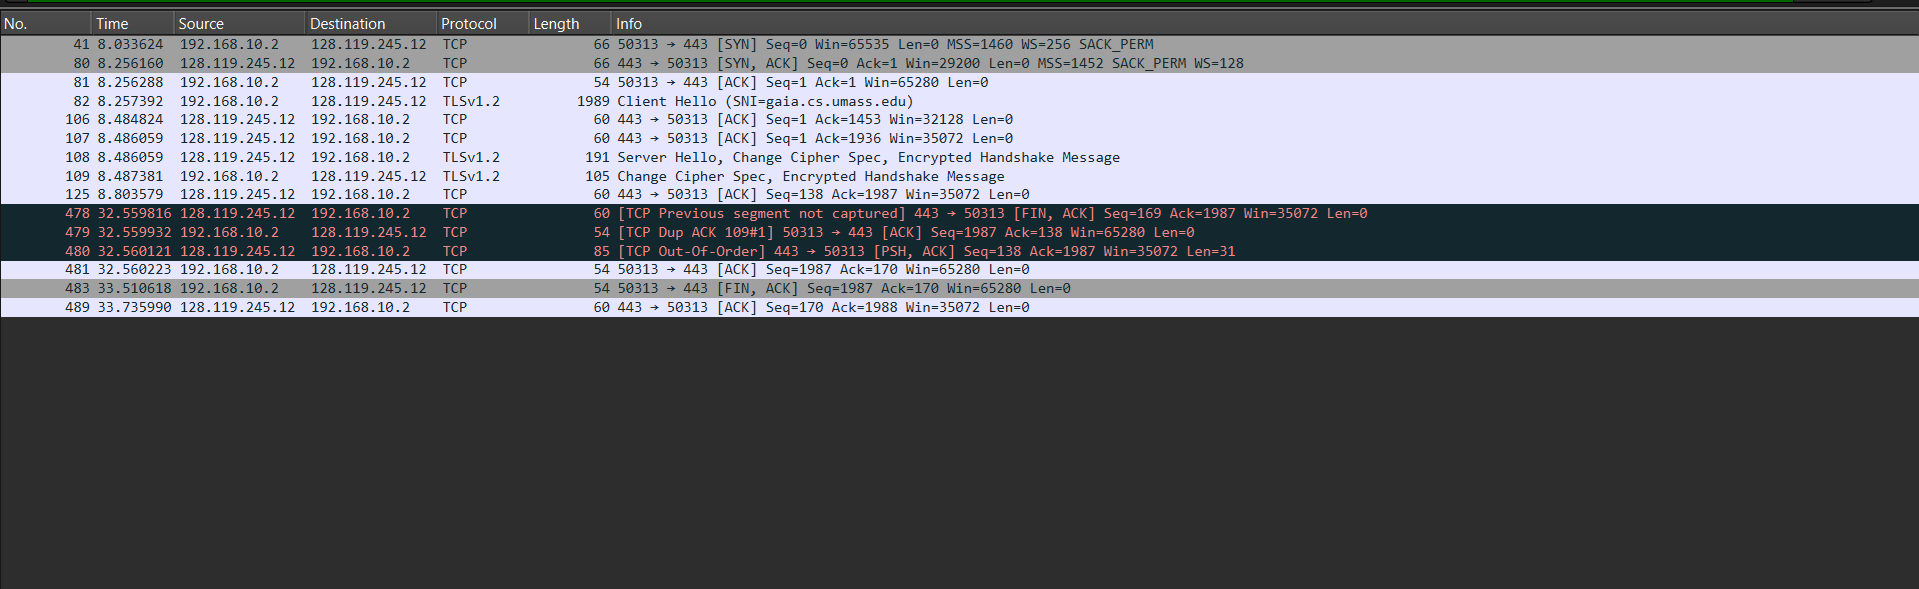 No. Time Source Destination Protocol Length Info
41 8.033624 192.168.10.2 128.119.245.12 TCP 66 50313 → 443 [SYN] Seq=0 Win=65535 Len=0 MSS=1460 WS=256 SACK_PERM
80 8.256160 128.119.245.12 192.168.10.2 TCP 66 443 → 50313 [SYN, ACK] Seq=0 Ack=1 Win=29200 Len=0 MSS=1452 SACK_PERM WS=128
81 8.256288 192.168.10.2 128.119.245.12 TCP 54 50313 → 443 [ACK] Seq=1 Ack=1 Win=65280 Len=0
82 8.257392 192.168.10.2 128.119.245.12 TLSv1.2 1989 Client Hello (SNI=gaia.cs.umass.edu)
106 8.484824 128.119.245.12 192.168.10.2 TCP 60 443 → 50313 [ACK] Seq=1 Ack=1453 Win=32128 Len=0
107 8.486059 128.119.245.12 192.168.10.2 TCP 60 443 → 50313 [ACK] Seq=1 Ack=1936 Win=35072 Len=0
108 8.486059 128.119.245.12 192.168.10.2 TLSv1.2 191 Server Hello, Change Cipher Spec, Encrypted Handshake Message
109 8.487381 192.168.10.2 128.119.245.12 TLSv1.2 105 Change Cipher Spec, Encrypted Handshake Message
125 8.803579 128.119.245.12 192.168.10.2 TCP 60 443 → 50313 [ACK] Seq=138 Ack=1987 Win=35072 Len=0
478 32.559816 128.119.245.12 192.168.10.2 TCP 60 [TCP Previous segment not captured] 443 → 50313 [FIN, ACK] Seq=169 Ack=1987 Win=35072 Len=0
479 32.559932 192.168.10.2 128.119.245.12 TCP 54 [TCP Dup ACK 109#1] 50313 → 443 [ACK] Seq=1987 Ack=138 Win=65280 Len=0
480 32.560121 128.119.245.12 192.168.10.2 TCP 85 [TCP Out-Of-Order] 443 → 50313 [PSH, ACK] Seq=138 Ack=1987 Win=35072 Len=31
481 32.560223 192.168.10.2 128.119.245.12 TCP 54 50313 → 443 [ACK] Seq=1987 Ack=170 Win=65280 Len=0
483 33.510618 192.168.10.2 128.119.245.12 TCP 54 50313 → 443 [FIN, ACK] Seq=1987 Ack=170 Win=65280 Len=0
489 33.735990 128.119.245.12 192.168.10.2 TCP 60 443 → 50313 [ACK] Seq=170 Ack=1988 Win=35072 Len=0